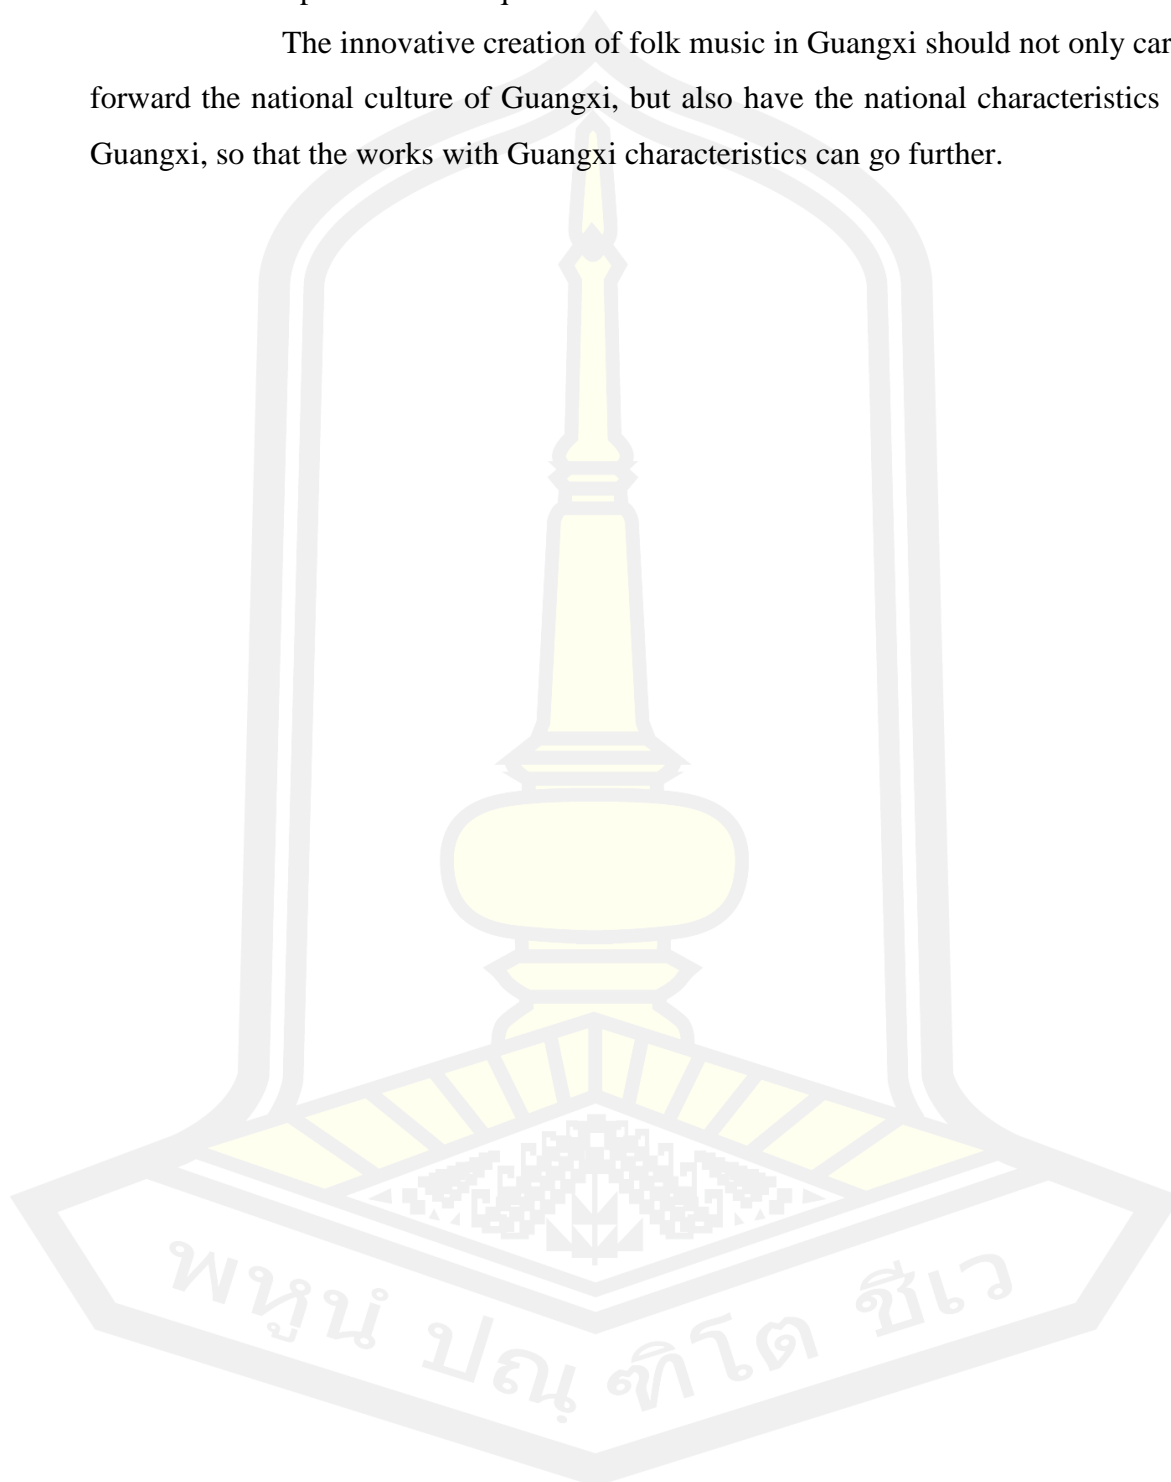 The innovative creation of folk music in Guangxi should not only car
forward the national culture of Guangxi, but also have the national characteristics
Guangxi, so that the works with Guangxi characteristics can go further.
พหูนํ ปณฺฑิโต ชีเว